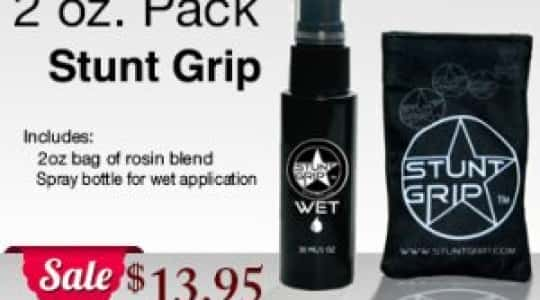 2 oz. Pack
Stunt Grip
Includes:
2oz bag of rosin blend
Spray bottle for wet application
Sale
$13.95
STUNT
GRIP
WET
STUNT
GRIP
TM
WWW.STUNTGRIP.COM